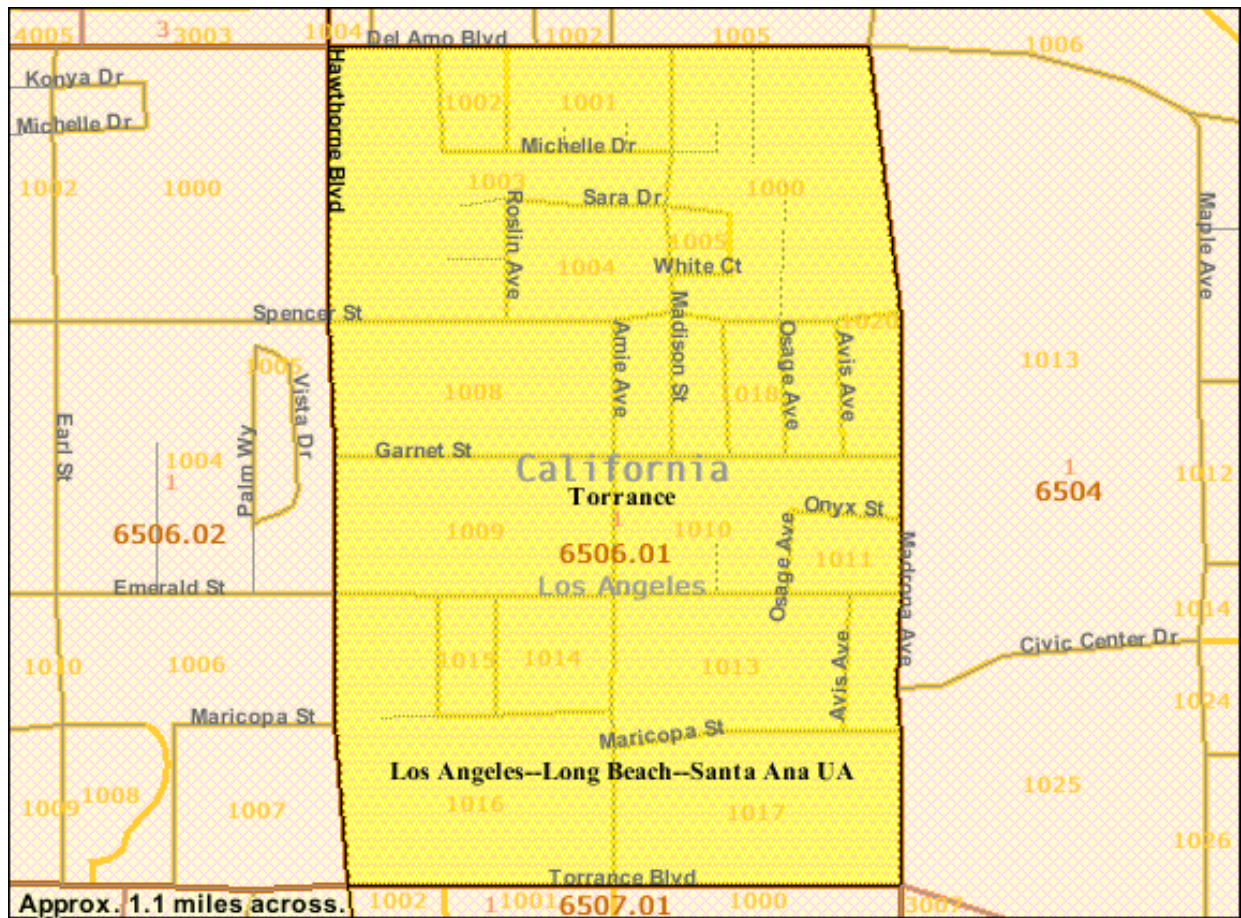 4005
3
3003
1004
Del Amo Blvd
1002
1005
1006
Konya Dr
Michelle Dr
Hawthorne Blvd
1002
1001
Michelle Dr
1002
1000
1003
Sara Dr
1000
Maple Ave
Roslin Ave
1004
1005
White Ct
Spencer St
Madison St
1020
Amie Ave
Osage Ave
Avis Ave
1005
Vista Dr
1008
1018
1013
Earl St
Palm Wy
1004
1
Garnet St
California
Torrance
1
6504
1012
6506.02
1009
1
1010
Onyx St
Osage Ave
1011
6506.01
Los Angeles
Madrona Ave
Emerald St
1014
1010
1006
1015
1014
1013
Avis Ave
Civic Center Dr
1024
Maricopa St
Maricopa St
Los Angeles--Long Beach--Santa Ana UA
1009
1008
1007
1016
1017
1025
1026
Torrance Blvd
Approx. 1.1 miles across.
1002
1
1001
6507.01
1000
3007